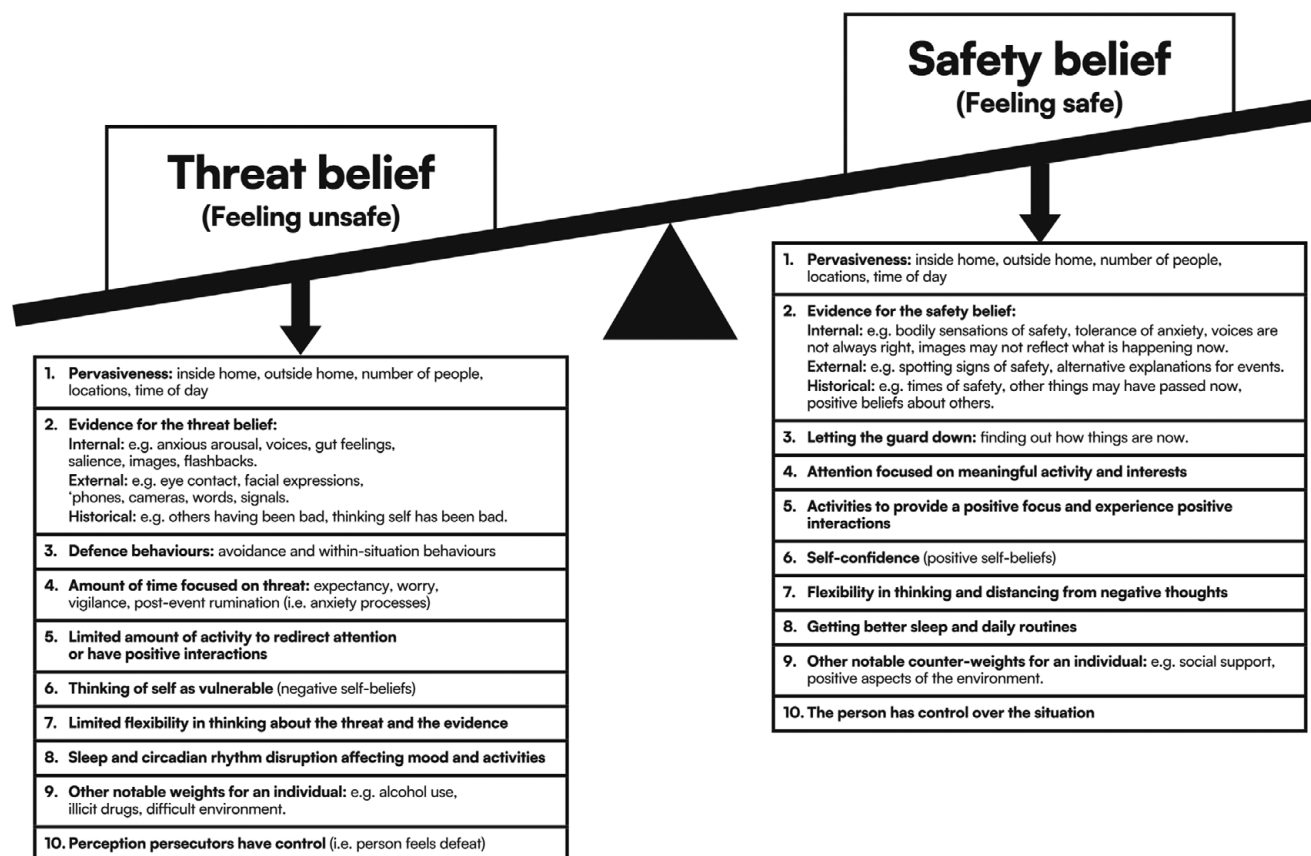 Threat belief
(Feeling unsafe)
1. Pervasiveness: inside home, outside home, number of people,
locations, time of day
2. Evidence for the threat belief:
Internal: e.g. anxious arousal, voices, gut feelings,
salience, images, flashbacks.
External: e.g. eye contact, facial expressions,
‘phones, cameras, words, signals.
Historical: e.g. others having been bad, thinking self has been bad.
3. Defence behaviours: avoidance and within-situation behaviours
4. Amount of time focused on threat: expectancy, worry,
vigilance, post-event rumination (i.e. anxiety processes)
5. Limited amount of activity to redirect attention
or have positive interactions
6. Thinking of self as vulnerable (negative self-beliefs)
7. Limited flexibility in thinking about the threat and the evidence
8. Sleep and circadian rhythm disruption affecting mood and activities
9. Other notable weights for an individual: e.g. alcohol use,
illicit drugs, difficult environment.
10. Perception persecutors have control (i.e. person feels defeat)
Safety belief
(Feeling safe)
1. Pervasiveness: inside home, outside home, number of people,
locations, time of day
2. Evidence for the safety belief:
Internal: e.g. bodily sensations of safety, tolerance of anxiety, voices are
not always right, images may not reflect what is happening now.
External: e.g. spotting signs of safety, alternative explanations for events.
Historical: e.g. times of safety, other things may have passed now,
positive beliefs about others.
3. Letting the guard down: finding out how things are now.
4. Attention focused on meaningful activity and interests
5. Activities to provide a positive focus and experience positive
interactions
6. Self-confidence (positive self-beliefs)
7. Flexibility in thinking and distancing from negative thoughts
8. Getting better sleep and daily routines
9. Other notable counter-weights for an individual: e.g. social support,
positive aspects of the environment.
10. The person has control over the situation